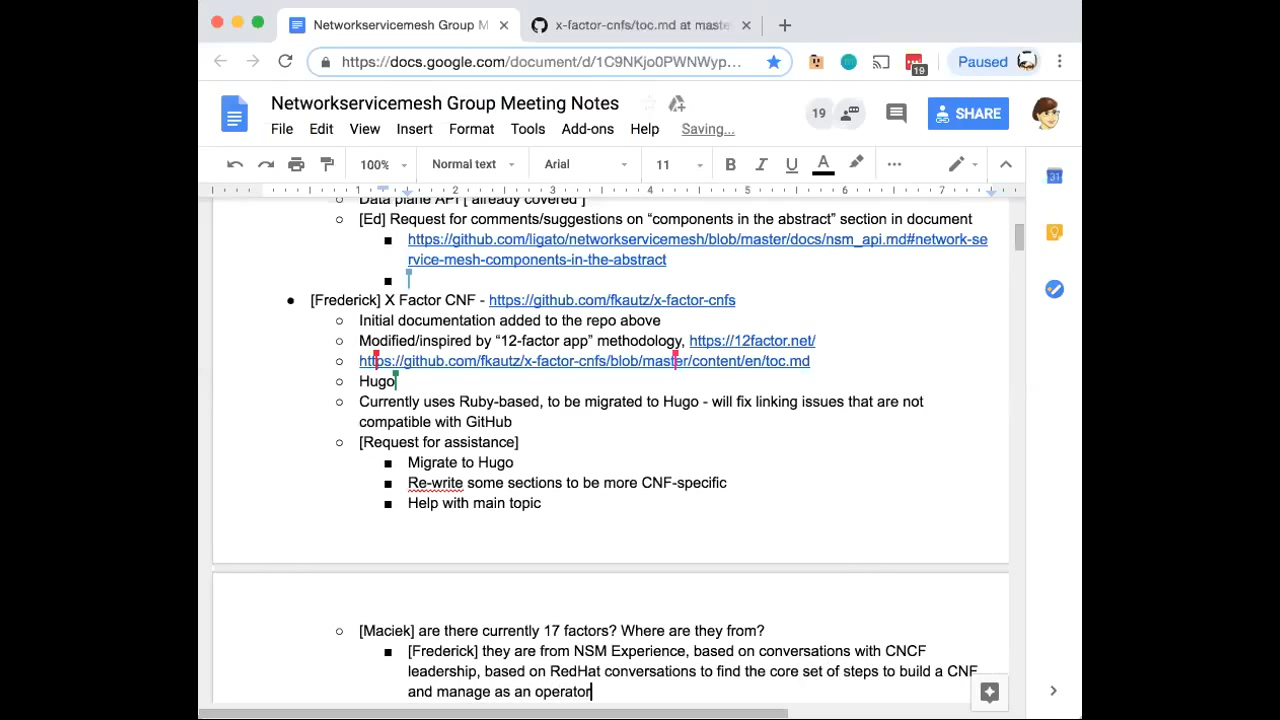 Networkservicemesh Group M
x-factor-cnfs/toc.md at maste
https://docs.google.com/document/d/1C9NKjo0PWNWyp…
19
Paused
Networkservicemesh Group Meeting Notes
19
SHARE
File Edit View Insert Format Tools Add-ons Help Saving...
100% Normal text Arial 11 B I U A
1 2 3 4 5 6 7
31
Data plane API [ already covered ]
[Ed] Request for comments/suggestions on “components in the abstract” section in document
https://github.com/ligato/networkservicemesh/blob/master/docs/nsm_api.md#network-se
rvice-mesh-components-in-the-abstract
[Frederick] X Factor CNF - https://github.com/fkautz/x-factor-cnfs
Initial documentation added to the repo above
Modified/inspired by “12-factor app” methodology, https://12factor.net/
https://github.com/fkautz/x-factor-cnfs/blob/master/content/en/toc.md
Hugo
Currently uses Ruby-based, to be migrated to Hugo - will fix linking issues that are not
compatible with GitHub
[Request for assistance]
Migrate to Hugo
Re-write some sections to be more CNF-specific
Help with main topic
[Maciek] are there currently 17 factors? Where are they from?
[Frederick] they are from NSM Experience, based on conversations with CNCF
leadership, based on RedHat conversations to find the core set of steps to build a CNF
and manage as an operator